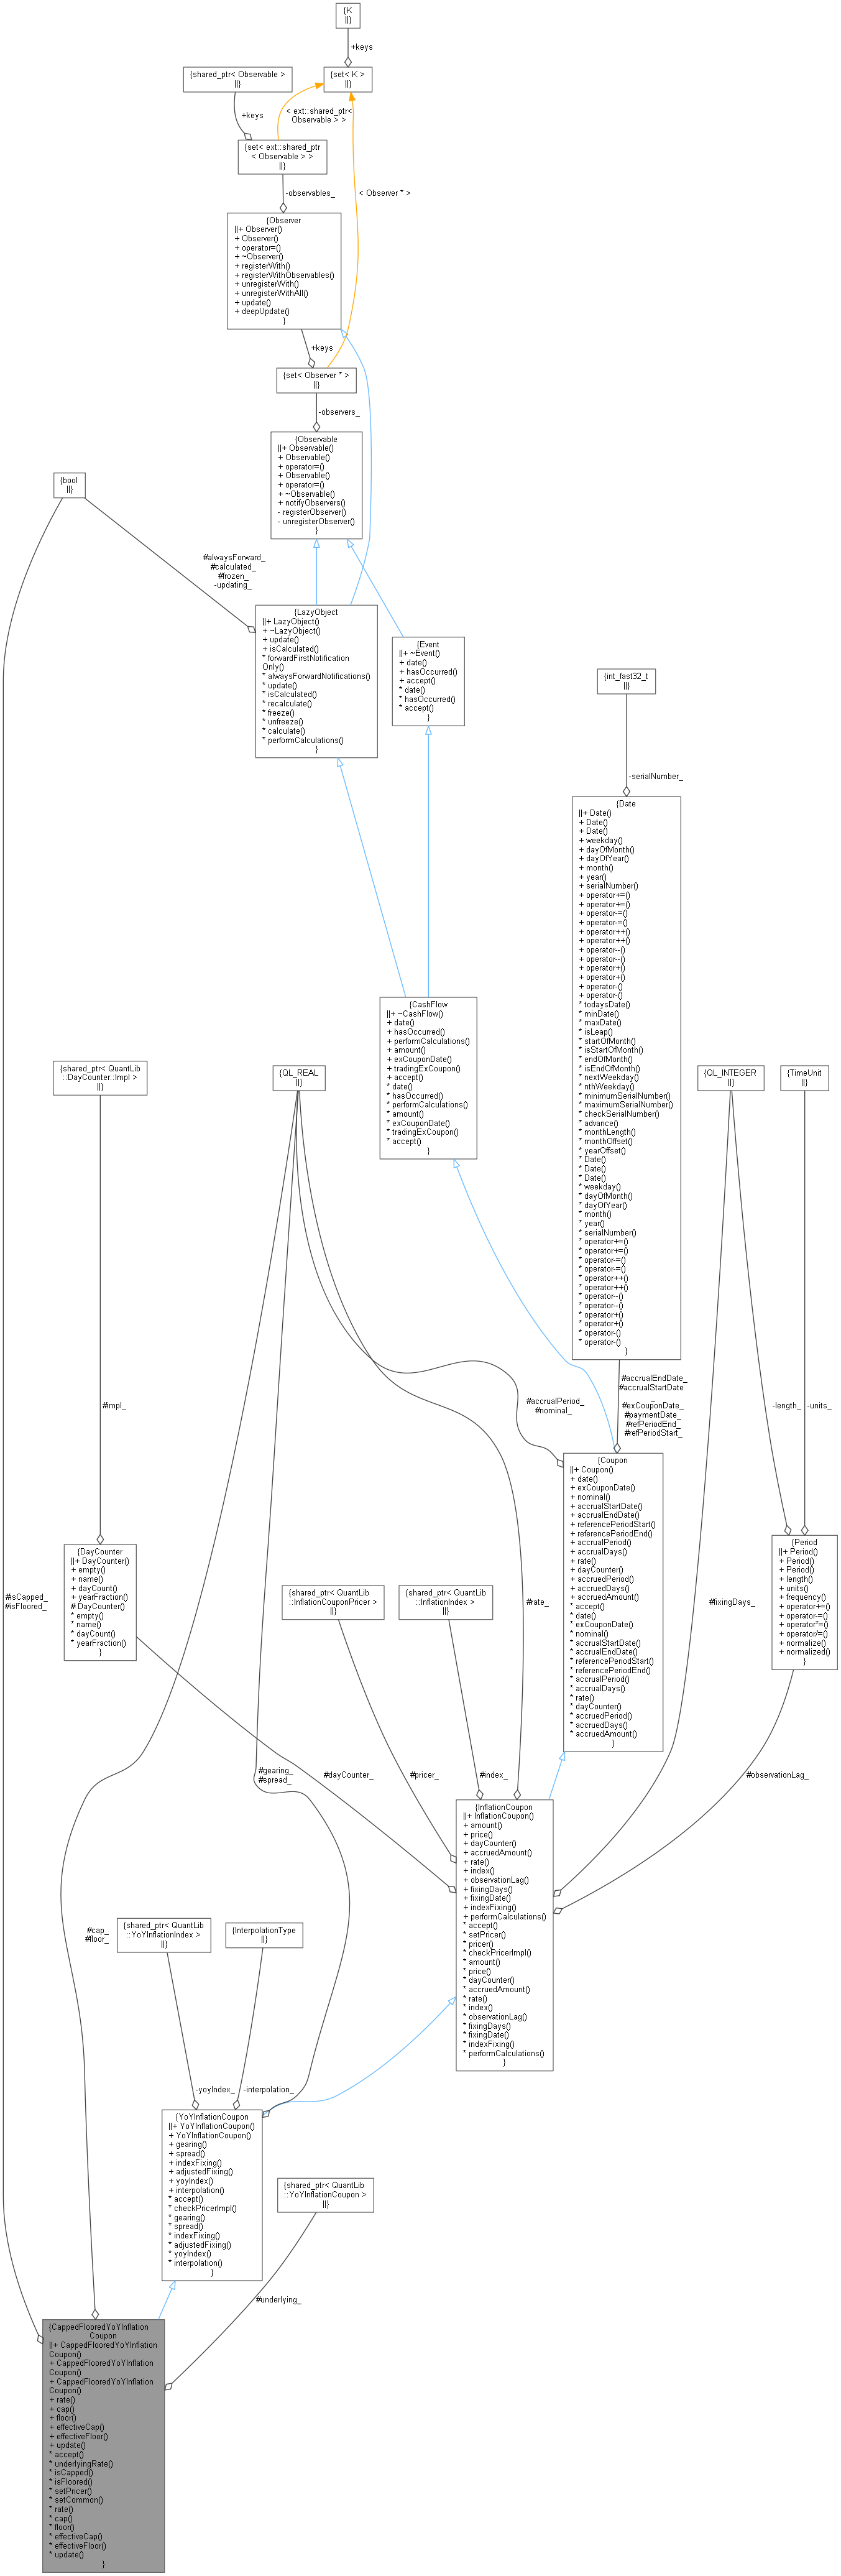 {K
||}
+keys
{shared_ptr< Observable >
||}
{set< K >
||}
+keys
< ext::shared_ptr<
Observable > >
{set< ext::shared_ptr
< Observable > >
||}
-observables_
< Observer * >
{Observer
||+ Observer()
+ Observer()
+ operator=()
+ ~Observer()
+ registerWith()
+ registerWithObservables()
+ unregisterWith()
+ unregisterWithAll()
+ update()
+ deepUpdate()
}
+keys
{set< Observer * >
||}
-observers_
{Observable
||+ Observable()
+ Observable()
+ operator=()
+ Observable()
+ operator=()
+ ~Observable()
+ notifyObservers()
- registerObserver()
- unregisterObserver()
}
{bool
||}
#alwaysForward_
#calculated_
#frozen_
-updating_
{LazyObject
||+ LazyObject()
+ ~LazyObject()
+ update()
+ isCalculated()
* forwardFirstNotification
Only()
* alwaysForwardNotifications()
* update()
* isCalculated()
* recalculate()
* freeze()
* unfreeze()
* calculate()
* performCalculations()
}
{Event
||+ ~Event()
+ date()
+ hasOccurred()
+ accept()
* date()
* hasOccurred()
* accept()
}
{int_fast32_t
||}
-serialNumber_
{Date
||+ Date()
+ Date()
+ Date()
+ weekday()
+ dayOfMonth()
+ dayOfYear()
+ month()
+ year()
+ serialNumber()
+ operator+=()
+ operator+=()
+ operator-=()
+ operator-=()
+ operator++()
+ operator++()
+ operator--()
+ operator--()
+ operator+()
+ operator+()
+ operator-()
+ operator-()
* todaysDate()
* minDate()
* maxDate()
* isLeap()
* startOfMonth()
* isStartOfMonth()
* endOfMonth()
* isEndOfMonth()
* nextWeekday()
* nthWeekday()
* minimumSerialNumber()
* maximumSerialNumber()
* checkSerialNumber()
* advance()
* monthLength()
* monthOffset()
* yearOffset()
* Date()
* Date()
* Date()
* weekday()
* dayOfMonth()
* dayOfYear()
* month()
* year()
* serialNumber()
* operator+=()
* operator+=()
* operator-=()
* operator-=()
* operator++()
* operator++()
* operator--()
* operator--()
* operator+()
* operator+()
* operator-()
* operator-()
}
{CashFlow
||+ ~CashFlow()
+ date()
+ hasOccurred()
+ performCalculations()
+ amount()
+ exCouponDate()
+ tradingExCoupon()
+ accept()
* date()
* hasOccurred()
* performCalculations()
* amount()
* exCouponDate()
* tradingExCoupon()
* accept()
}
{shared_ptr< QuantLib
::DayCounter::Impl >
||}
{QL_REAL
||}
{QL_INTEGER
||}
{TimeUnit
||}
#impl_
#accrualPeriod_
#nominal_
#accrualEndDate_
#accrualStartDate
_
#exCouponDate_
#paymentDate_
#refPeriodEnd_
#refPeriodStart_
-length_
-units_
{Coupon
||+ Coupon()
+ date()
+ exCouponDate()
+ nominal()
+ accrualStartDate()
+ accrualEndDate()
+ referencePeriodStart()
+ referencePeriodEnd()
+ accrualPeriod()
+ accrualDays()
+ rate()
+ dayCounter()
+ accruedPeriod()
+ accruedDays()
+ accruedAmount()
* accept()
* date()
* exCouponDate()
* nominal()
* accrualStartDate()
* accrualEndDate()
* referencePeriodStart()
* referencePeriodEnd()
* accrualPeriod()
* accrualDays()
* rate()
* dayCounter()
* accruedPeriod()
* accruedDays()
* accruedAmount()
}
{DayCounter
||+ DayCounter()
+ empty()
+ name()
+ dayCount()
+ yearFraction()
# DayCounter()
* empty()
* name()
* dayCount()
* yearFraction()
}
{Period
||+ Period()
+ Period()
+ Period()
+ length()
+ units()
+ frequency()
+ operator+=()
+ operator-=()
+ operator*=()
+ operator/=()
+ normalize()
+ normalized()
}
#isCapped_
#isFloored_
{shared_ptr< QuantLib
::InflationCouponPricer >
||}
{shared_ptr< QuantLib
::InflationIndex >
||}
#rate_
#fixingDays_
#gearing_
#spread_
#dayCounter_
#pricer_
#index_
#observationLag_
{InflationCoupon
||+ InflationCoupon()
+ amount()
+ price()
+ dayCounter()
+ accruedAmount()
+ rate()
+ index()
+ observationLag()
+ fixingDays()
+ fixingDate()
+ indexFixing()
+ performCalculations()
* accept()
* setPricer()
* pricer()
* checkPricerImpl()
* amount()
* price()
* dayCounter()
* accruedAmount()
* rate()
* index()
* observationLag()
* fixingDays()
* fixingDate()
* indexFixing()
* performCalculations()
}
#cap_
#floor_
{shared_ptr< QuantLib
::YoYInflationIndex >
||}
{InterpolationType
||}
-yoyIndex_
-interpolation_
{YoYInflationCoupon
||+ YoYInflationCoupon()
+ YoYInflationCoupon()
+ gearing()
+ spread()
+ indexFixing()
+ adjustedFixing()
+ yoyIndex()
+ interpolation()
* accept()
* checkPricerImpl()
* gearing()
* spread()
* indexFixing()
* adjustedFixing()
* yoyIndex()
* interpolation()
}
{shared_ptr< QuantLib
::YoYInflationCoupon >
||}
#underlying_
{CappedFlooredYoYInflation
Coupon
||+ CappedFlooredYoYInflation
Coupon()
+ CappedFlooredYoYInflation
Coupon()
+ CappedFlooredYoYInflation
Coupon()
+ rate()
+ cap()
+ floor()
+ effectiveCap()
+ effectiveFloor()
+ update()
* accept()
* underlyingRate()
* isCapped()
* isFloored()
* setPricer()
* setCommon()
* rate()
* cap()
* floor()
* effectiveCap()
* effectiveFloor()
* update()
}